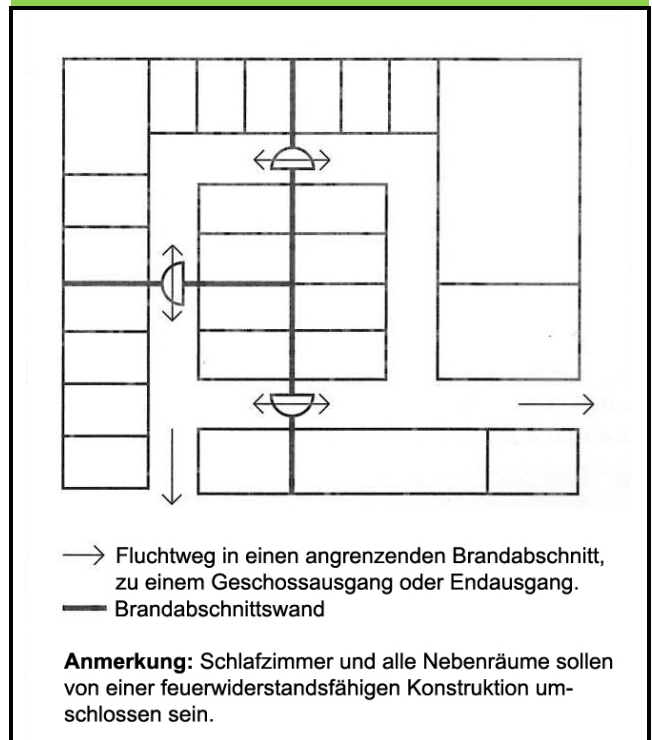 Fluchtweg in einen angrenzenden Brandabschnitt,
zu einem Geschossausgang oder Endausgang.
Brandabschnittswand
Anmerkung: Schlafzimmer und alle Nebenräume sollen
von einer feuerwiderstandsfähigen Konstruktion um-
schlossen sein.